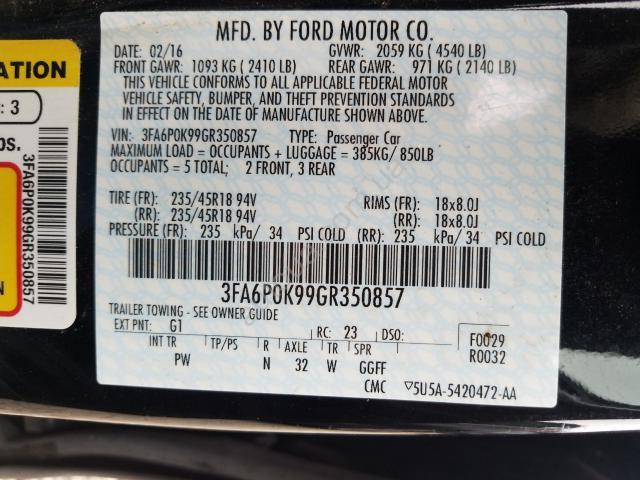 MFD. BY FORD MOTOR CO.
DATE: 02/16 GVWR: 2059 KG ( 4540 LB)
FRONT GAWR: 1093 KG ( 2410 LB) REAR GAWR: 971 KG ( 2140 LB)
THIS VEHICLE CONFORMS TO ALL APPLICABLE FEDERAL MOTOR
VEHICLE SAFETY, BUMPER, AND THEFT PREVENTION STANDARDS
IN EFFECT ON THE DATE OF MANUFACTURE SHOWN ABOVE.
VIN: 3FA6P0K99GR350857 TYPE: Passenger Car
MAXIMUM LOAD = OCCUPANTS + LUGGAGE = 385KG/ 850LB
OCCUPANTS = 5 TOTAL; 2 FRONT, 3 REAR
TIRE (FR): 235/45R18 94V RIMS (FR): 18x8.0J
(RR): 235/45R18 94V (RR): 18x8.0J
PRESSURE (FR): 235 kPa/ 34 PSI COLD (RR): 235 kPa/ 34 PSI COLD
3FA6P0K99GR350857
TRAILER TOWING - SEE OWNER GUIDE
EXT PNT: G1 RC: 23 DSO: F0029
R0032
INT TR TP/PS R AXLE TR SPR
PW N 32 W GGFF
CMC ▽5U5A-5420472-AA
ATION
: 3
os.
3FA6P0K99GR350857
N